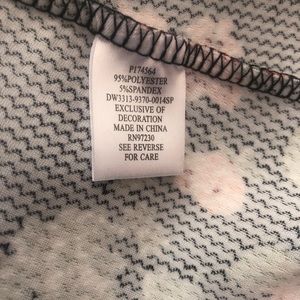 P174564
95%POLYESTER
5%SPANDEX
DW3313-9370-0014SP
EXCLUSIVE OF
DECORATION
MADE IN CHINA
RN97230
SEE REVERSE
FOR CARE